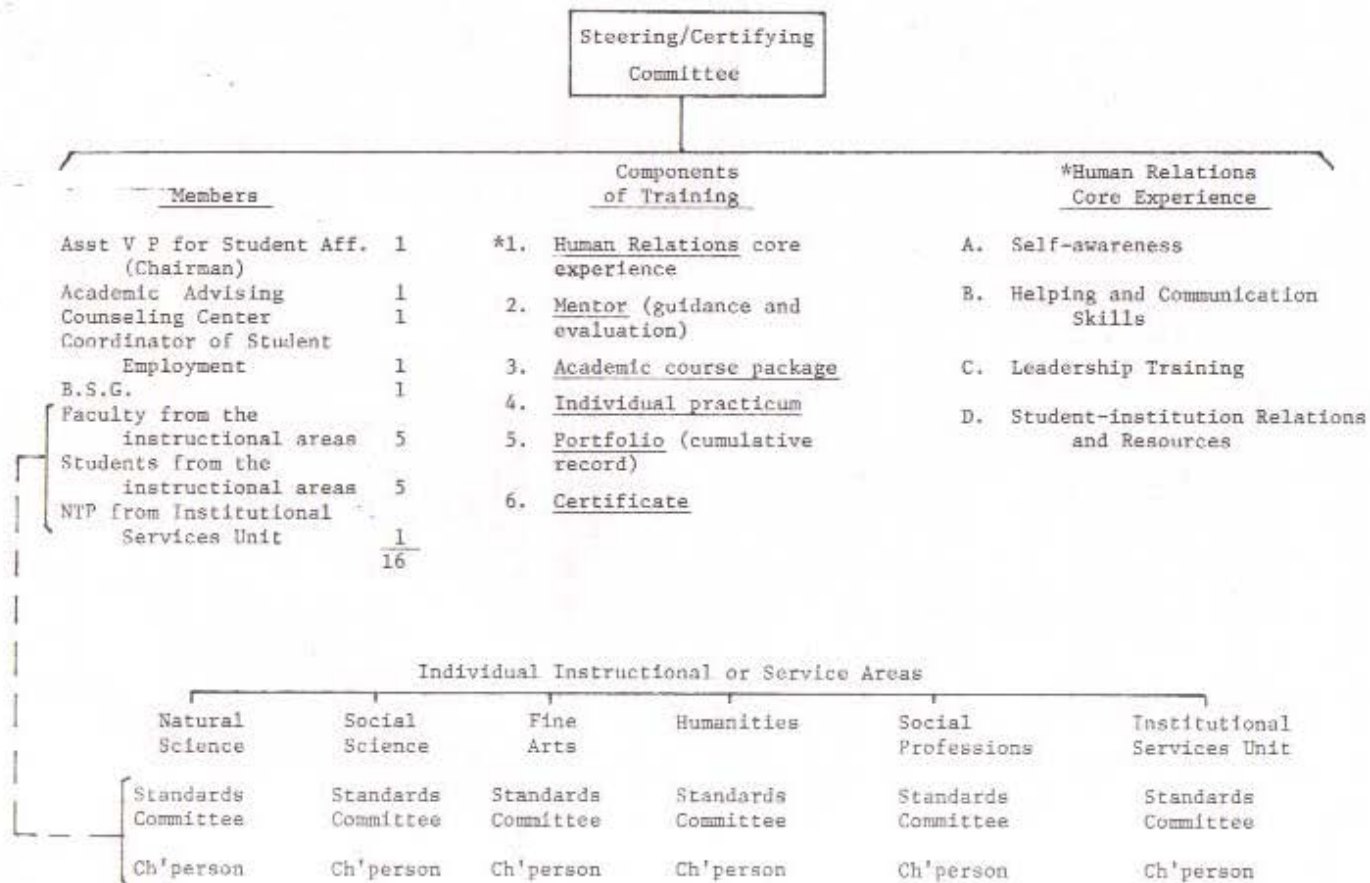 Steering/Certifying
Committee
Members
Asst V P for Student Aff. 1
(Chairman)
Academic Advising 1
Counseling Center 1
Coordinator of Student
Employment 1
B.S.G. 1
Faculty from the
instructional areas 5
Students from the
instructional areas 5
NTP from Institutional
Services Unit 1
16
Components
of Training
*1. Human Relations core
experience
2. Mentor (guidance and
evaluation)
3. Academic course package
4. Individual practicum
5. Portfolio (cumulative
record)
6. Certificate
*Human Relations
Core Experience
A. Self-awareness
B. Helping and Communication
Skills
C. Leadership Training
D. Student-institution Relations
and Resources
Individual Instructional or Service Areas
Natural Social Fine Humanities Social Institutional
Science Science Arts Professions Services Unit
Standards Standards Standards Standards Standards Standards
Committee Committee Committee Committee Committee Committee
Ch'person Ch'person Ch'person Ch'person Ch'person Ch'person